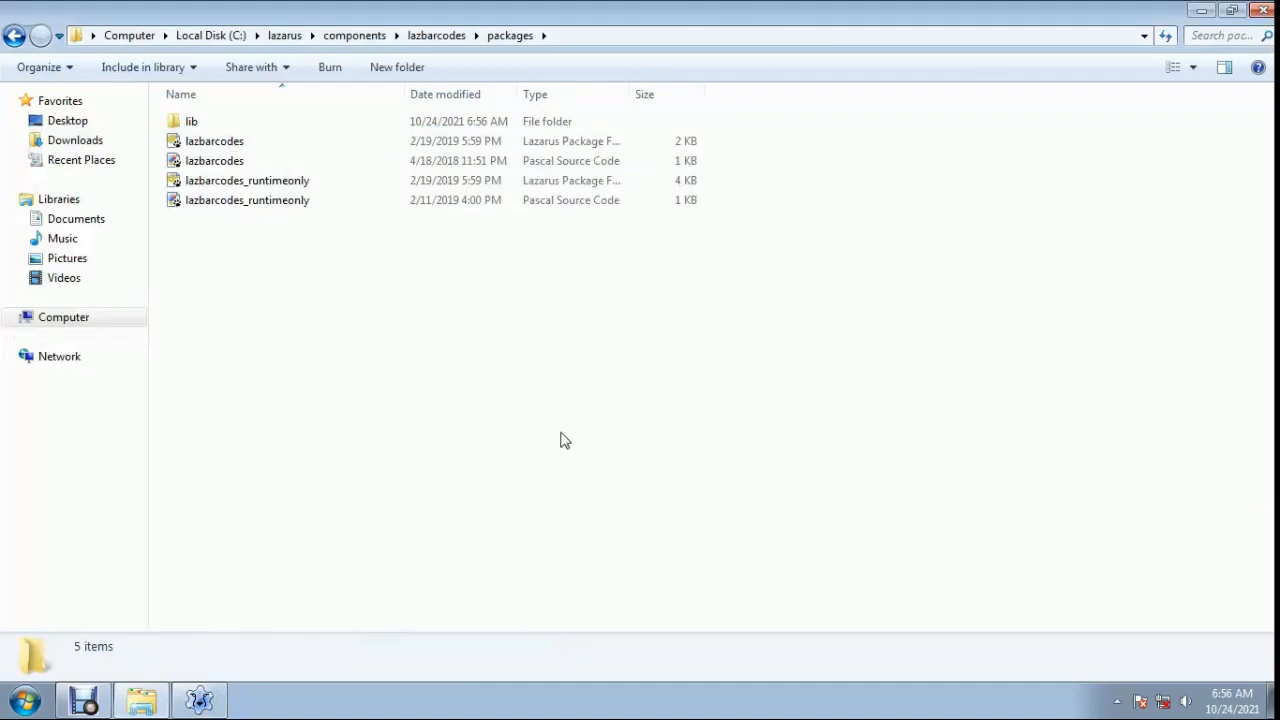 Computer Local Disk (C:) lazarus components lazbarcodes packages Search pac...
Organize Include in library Share with Burn New folder
Favorites
Desktop
Downloads
Recent Places
Libraries
Documents
Music
Pictures
Videos
Computer
Network
Name Date modified Type Size
lib 10/24/2021 6:56 AM File folder
lazbarcodes 2/19/2019 5:59 PM Lazarus Package F... 2 KB
lazbarcodes 4/18/2018 11:51 PM Pascal Source Code 1 KB
lazbarcodes_runtimeonly 2/19/2019 5:59 PM Lazarus Package F... 4 KB
lazbarcodes_runtimeonly 2/11/2019 4:00 PM Pascal Source Code 1 KB
5 items
6:56 AM
10/24/2021